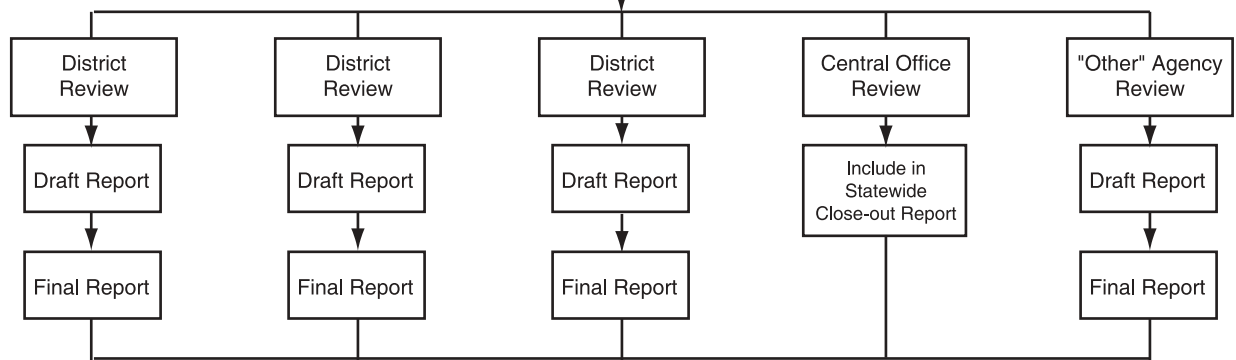 District
Review
District
Review
District
Review
Central Office
Review
"Other" Agency
Review
Draft Report
Draft Report
Draft Report
Include in
Statewide
Close-out Report
Draft Report
Final Report
Final Report
Final Report
Final Report